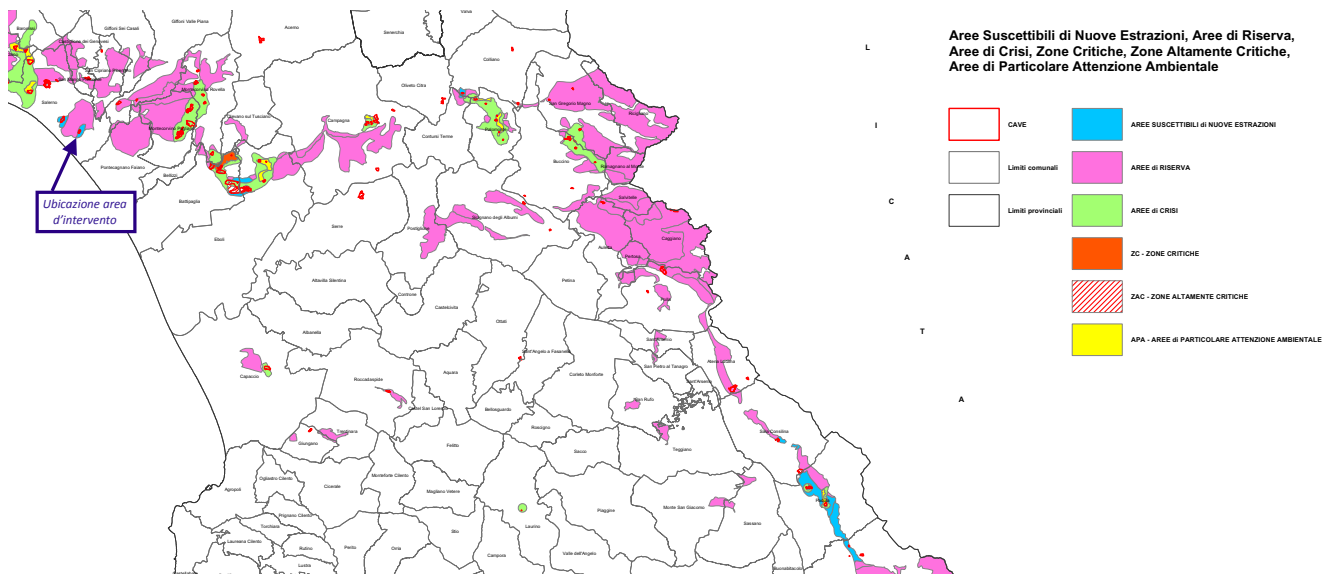 Aree Suscettibili di Nuove Estrazioni, Aree di Riserva,
Aree di Crisi, Zone Critiche, Zone Altamente Critiche,
Aree di Particolare Attenzione Ambientale
CAVE
AREE SUSCETTIBILI di NUOVE ESTRAZIONI
Limiti comunali
AREE di RISERVA
Limiti provinciali
AREE di CRISI
ZC - ZONE CRITICHE
ZAC - ZONE ALTAMENTE CRITICHE
APA - AREE di PARTICOLARE ATTENZIONE AMBIENTALE
L
I
C
A
T
A
Ubicazione area
d'intervento
Giffoni Valle Piana
Giffoni Sei Casali
Acerno
Senerchia
Colliano
Oliveto Citra
Salerno
Montecorvino Rovella
Olevano sul Tusciano
Campagna
Contursi Terme
San Gregorio Magno
Buccino
Romagnano al Monte
Pontecagnano Faiano
Bellizzi
Battipaglia
Eboli
Serre
Postiglione
Sicignano degli Alburni
Salvitelle
Caggiano
Auletta
Pertosa
Petina
Polla
Altavilla Silentina
Controne
Castelcivita
Ottati
Albanella
Sant'Angelo a Fasanella
Sant'Arsenio
San Pietro al Tanagro
Atena Lucana
Capaccio
Roccadaspide
Aquara
Corleto Monforte
Castel San Lorenzo
Bellosguardo
San Rufo
Sala Consilina
Trentinara
Giungano
Roscigno
Felitto
Sacco
Teggiano
Agropoli
Ogliastro Cilento
Cicerale
Monteforte Cilento
Magliano Vetere
Piaggine
Monte San Giacomo
Sassano
Padula
Prignano Cilento
Torchiara
Laureana Cilento
Rutino
Perito
Orria
Stio
Campora
Laurino
Valle dell'Angelo
Buonabitacolo